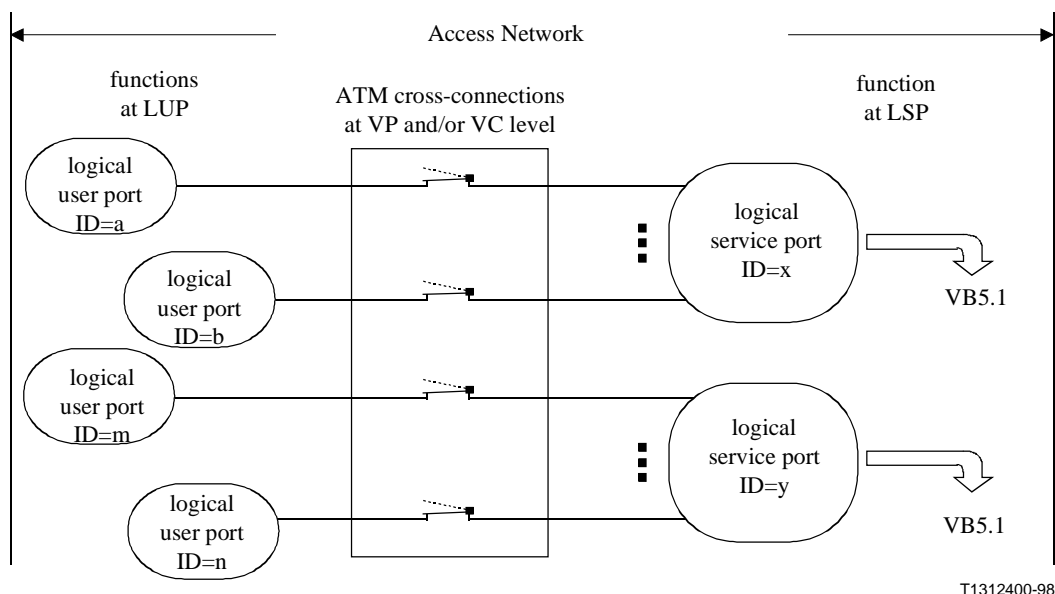 Access Network
functions
at LUP
ATM cross-connections
at VP and/or VC level
function
at LSP
logical
user port
ID=a
logical
service port
ID=x
VB5.1
logical
user port
ID=b
logical
user port
ID=m
logical
service port
ID=y
VB5.1
logical
user port
ID=n
T1312400-98